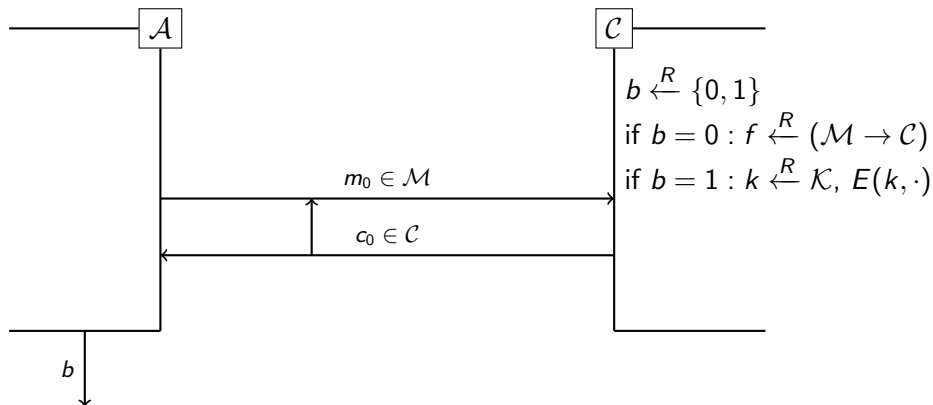 𝒜
𝒞
b ←R {0, 1}
if b = 0 : f ←R (ℳ → 𝒞)
if b = 1 : k ←R 𝒦, E(k, ·)
m₀ ∈ ℳ
c₀ ∈ 𝒞
b